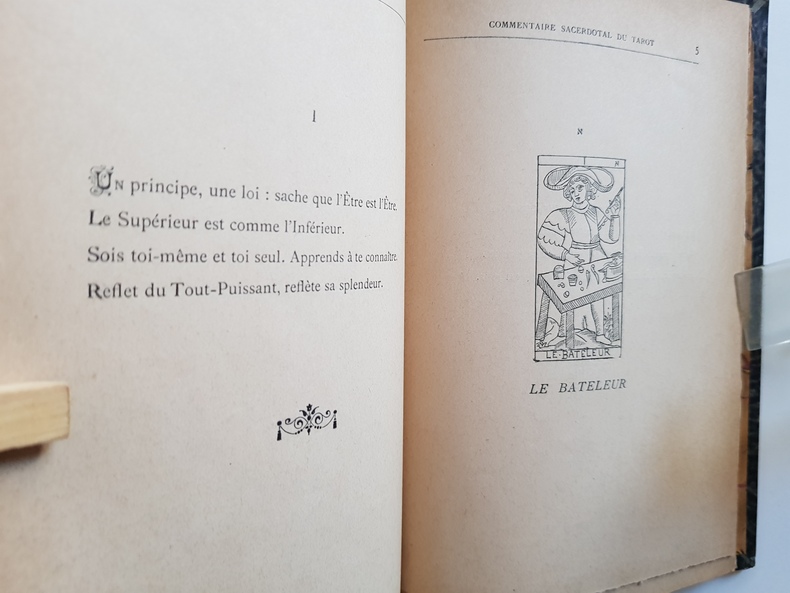 I
UN principe, une loi : sache que l'Être est l'Être.
Le Supérieur est comme l'Inférieur.
Sois toi-même et toi seul. Apprends à te connaître.
Reflet du Tout-Puissant, reflète sa splendeur.
COMMENTAIRE SACERDOTAL DU TAROT 5
א
I א
LE·BATELEUR
LE BATELEUR